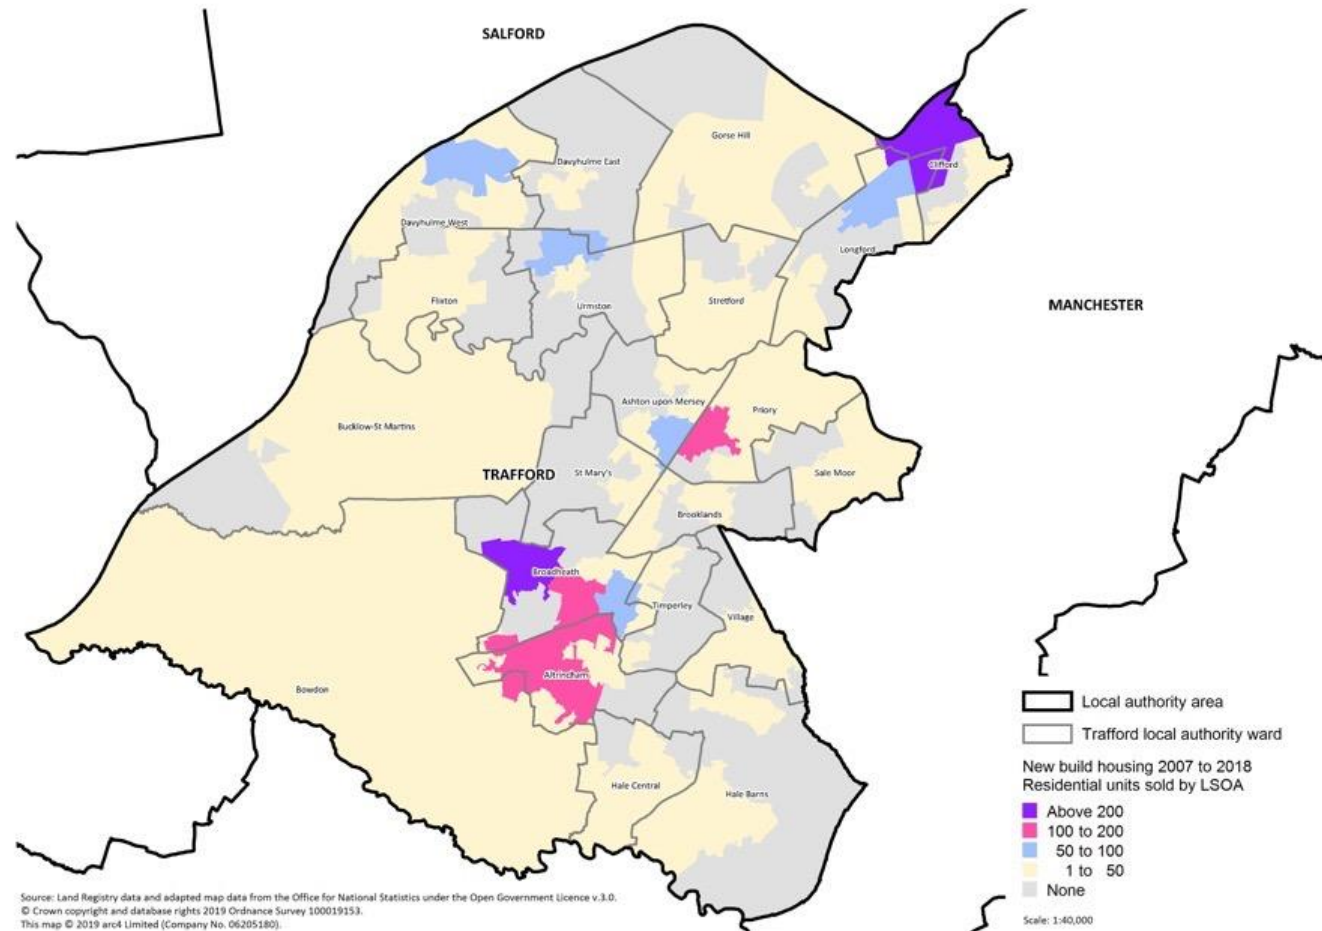 SALFORD
Gorse Hill
Davyhulme East
Clifford
Davyhulme West
Longford
Flixton
Urmston
Stretford
MANCHESTER
Ashton upon Mersey
Priory
Bucklow-St Martins
TRAFFORD
St Mary's
Sale Moor
Brooklands
Broadheath
Timperley
Village
Altrincham
Bowdon
Hale Central
Hale Barns
Local authority area
Trafford local authority ward
New build housing 2007 to 2018
Residential units sold by LSOA
Above 200
100 to 200
50 to 100
1 to 50
None
Scale: 1:40,000
Source: Land Registry data and adapted map data from the Office for National Statistics under the Open Government Licence v.3.0.
© Crown copyright and database rights 2019 Ordnance Survey 100019153.
This map © 2019 arc4 Limited (Company No. 06205180).